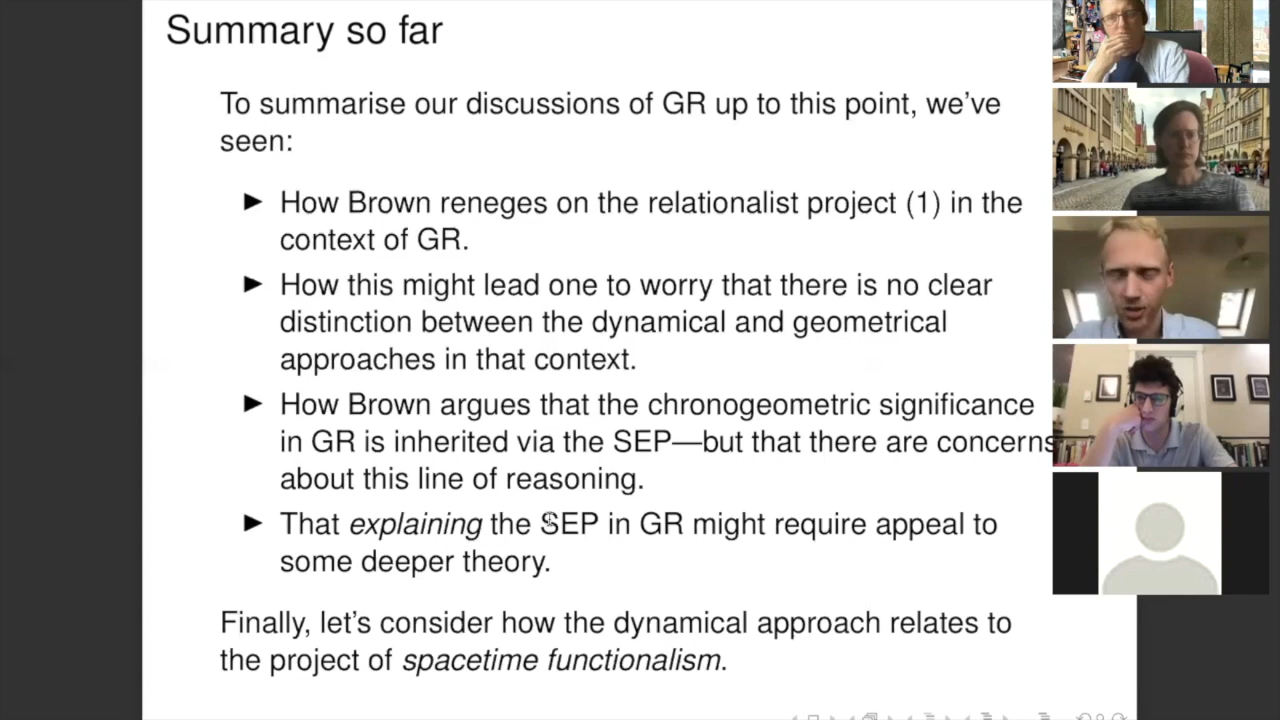 Summary so far
To summarise our discussions of GR up to this point, we've
seen:
► How Brown reneges on the relationalist project (1) in the
context of GR.
► How this might lead one to worry that there is no clear
distinction between the dynamical and geometrical
approaches in that context.
► How Brown argues that the chronogeometric significance
in GR is inherited via the SEP—but that there are concerns
about this line of reasoning.
► That explaining the SEP in GR might require appeal to
some deeper theory.
Finally, let's consider how the dynamical approach relates to
the project of spacetime functionalism.